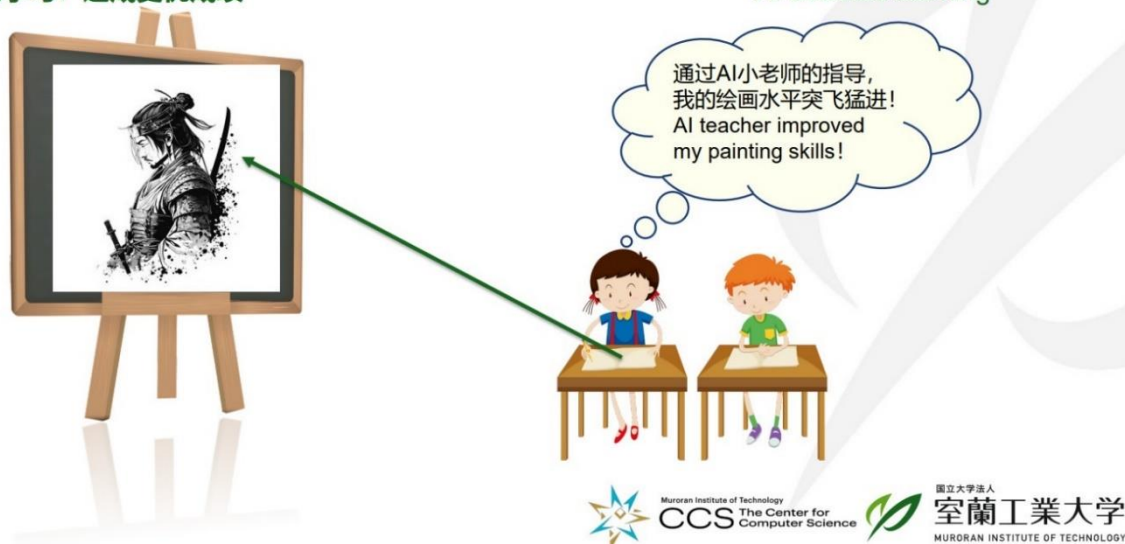 通过AI小老师的指导，
我的绘画水平突飞猛进！
AI teacher improved
my painting skills！
Muroran Institute of Technology
CCS The Center for
Computer Science
国立大学法人
室蘭工業大学
MURORAN INSTITUTE OF TECHNOLOGY